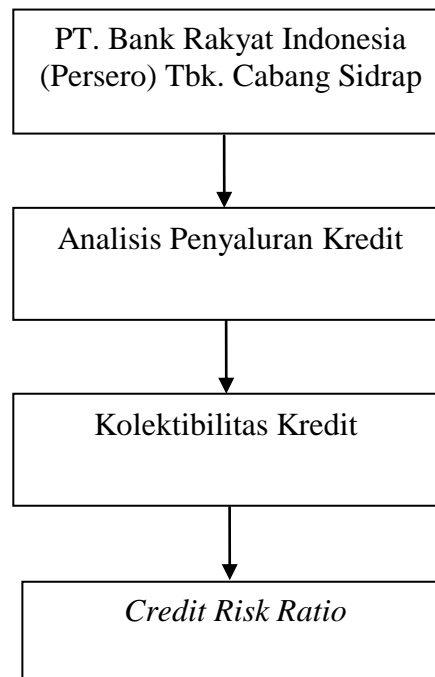 PT. Bank Rakyat Indonesia
(Persero) Tbk. Cabang Sidrap
Analisis Penyaluran Kredit
Kolektibilitas Kredit
Credit Risk Ratio